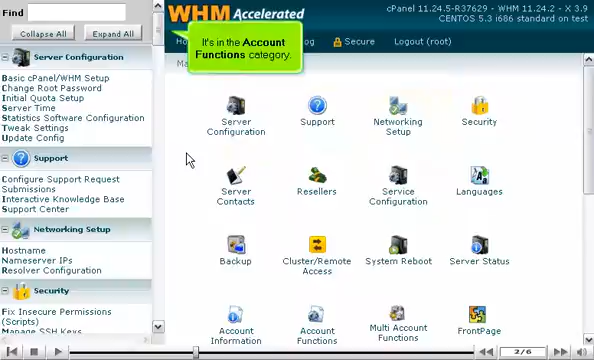 Find
Collapse All
Expand All
Server Configuration
Basic cPanel/WHM Setup
Change Root Password
Initial Quota Setup
Server Time
Statistics Software Configuration
Tweak Settings
Update Config
Support
Configure Support Request
Submissions
Interactive Knowledge Base
Support Center
Networking Setup
Hostname
Nameserver IPs
Resolver Configuration
Security
Fix Insecure Permissions
(Scripts)
Manage SSH Keys
WHM Accelerated
cPanel 11.24.5-R37629 - WHM 11.24.2 - X 3.9
CENTOS 5.3 i686 standard on test
Secure
Logout (root)
It's in the Account
Functions category.
Server
Configuration
Support
Networking
Setup
Security
Server
Contacts
Resellers
Service
Configuration
Languages
Backup
Cluster/Remote
Access
System Reboot
Server Status
Account
Information
Account
Functions
Multi Account
Functions
FrontPage
2/6